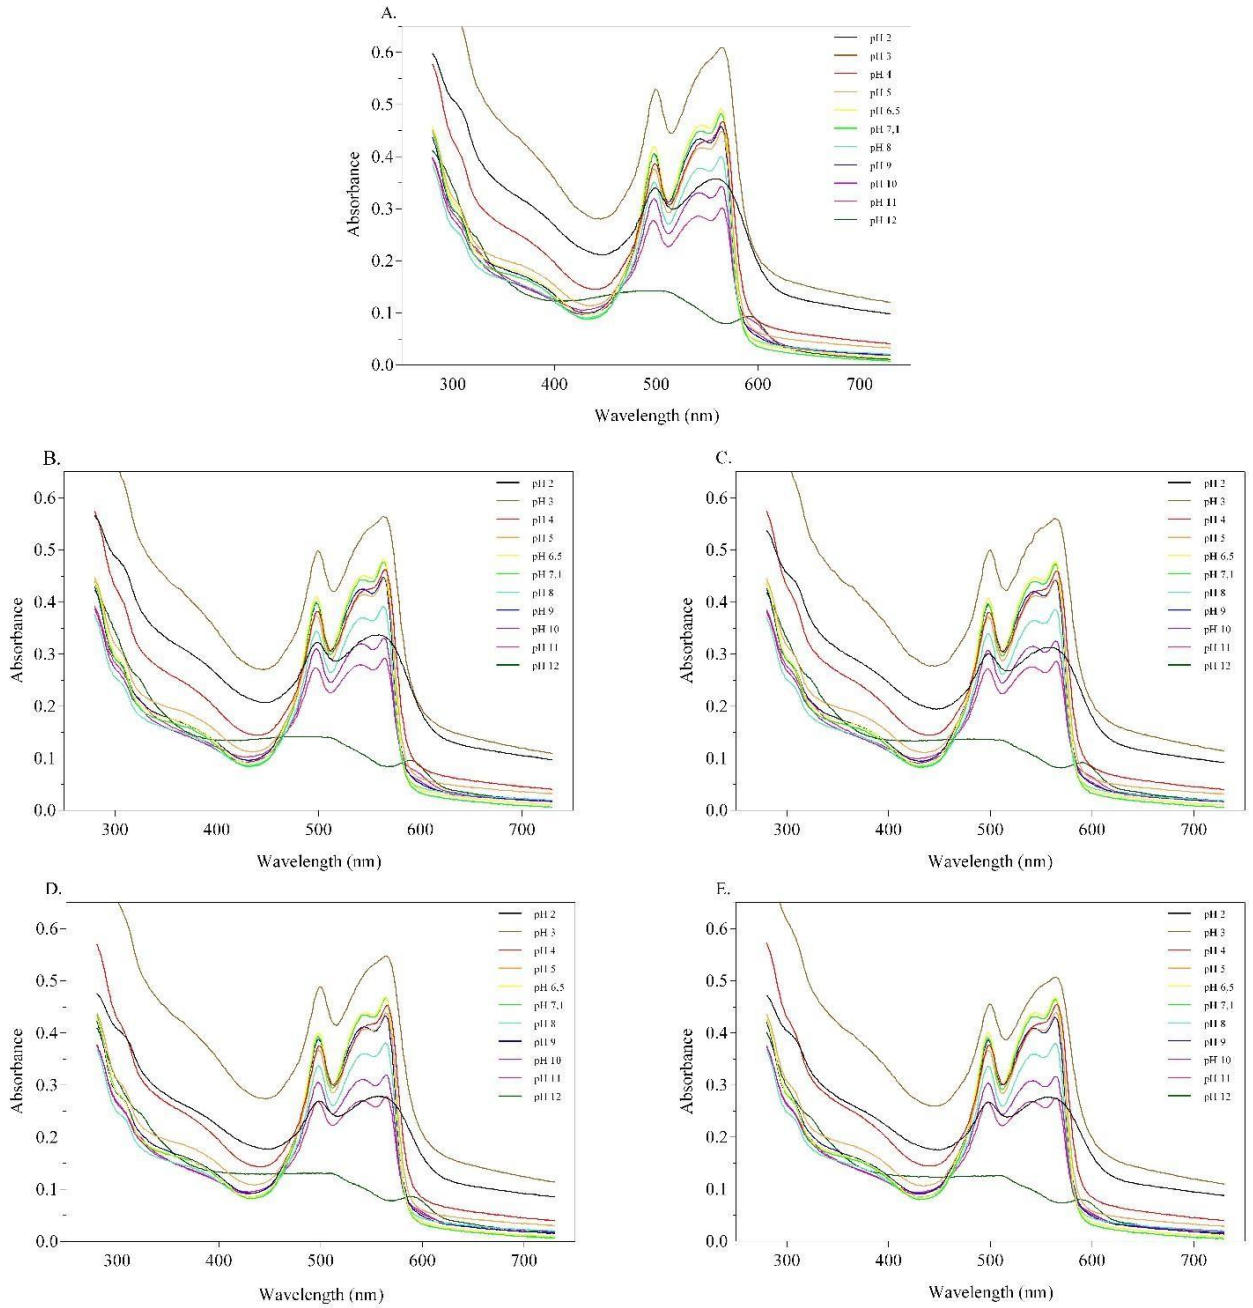 A.
0.6
0.5
0.4
0.3
0.2
0.1
0.0
Absorbance
300 400 500 600 700
Wavelength (nm)
pH 2
pH 3
pH 4
pH 5
pH 6,5
pH 7,1
pH 8
pH 9
pH 10
pH 11
pH 12
B.
0.6
0.5
0.4
0.3
0.2
0.1
0.0
Absorbance
300 400 500 600 700
Wavelength (nm)
pH 2
pH 3
pH 4
pH 5
pH 6,5
pH 7,1
pH 8
pH 9
pH 10
pH 11
pH 12
C.
0.6
0.5
0.4
0.3
0.2
0.1
0.0
Absorbance
300 400 500 600 700
Wavelength (nm)
pH 2
pH 3
pH 4
pH 5
pH 6,5
pH 7,1
pH 8
pH 9
pH 10
pH 11
pH 12
D.
0.6
0.5
0.4
0.3
0.2
0.1
0.0
Absorbance
300 400 500 600 700
Wavelength (nm)
pH 2
pH 3
pH 4
pH 5
pH 6,5
pH 7,1
pH 8
pH 9
pH 10
pH 11
pH 12
E.
0.6
0.5
0.4
0.3
0.2
0.1
0.0
Absorbance
300 400 500 600 700
Wavelength (nm)
pH 2
pH 3
pH 4
pH 5
pH 6,5
pH 7,1
pH 8
pH 9
pH 10
pH 11
pH 12